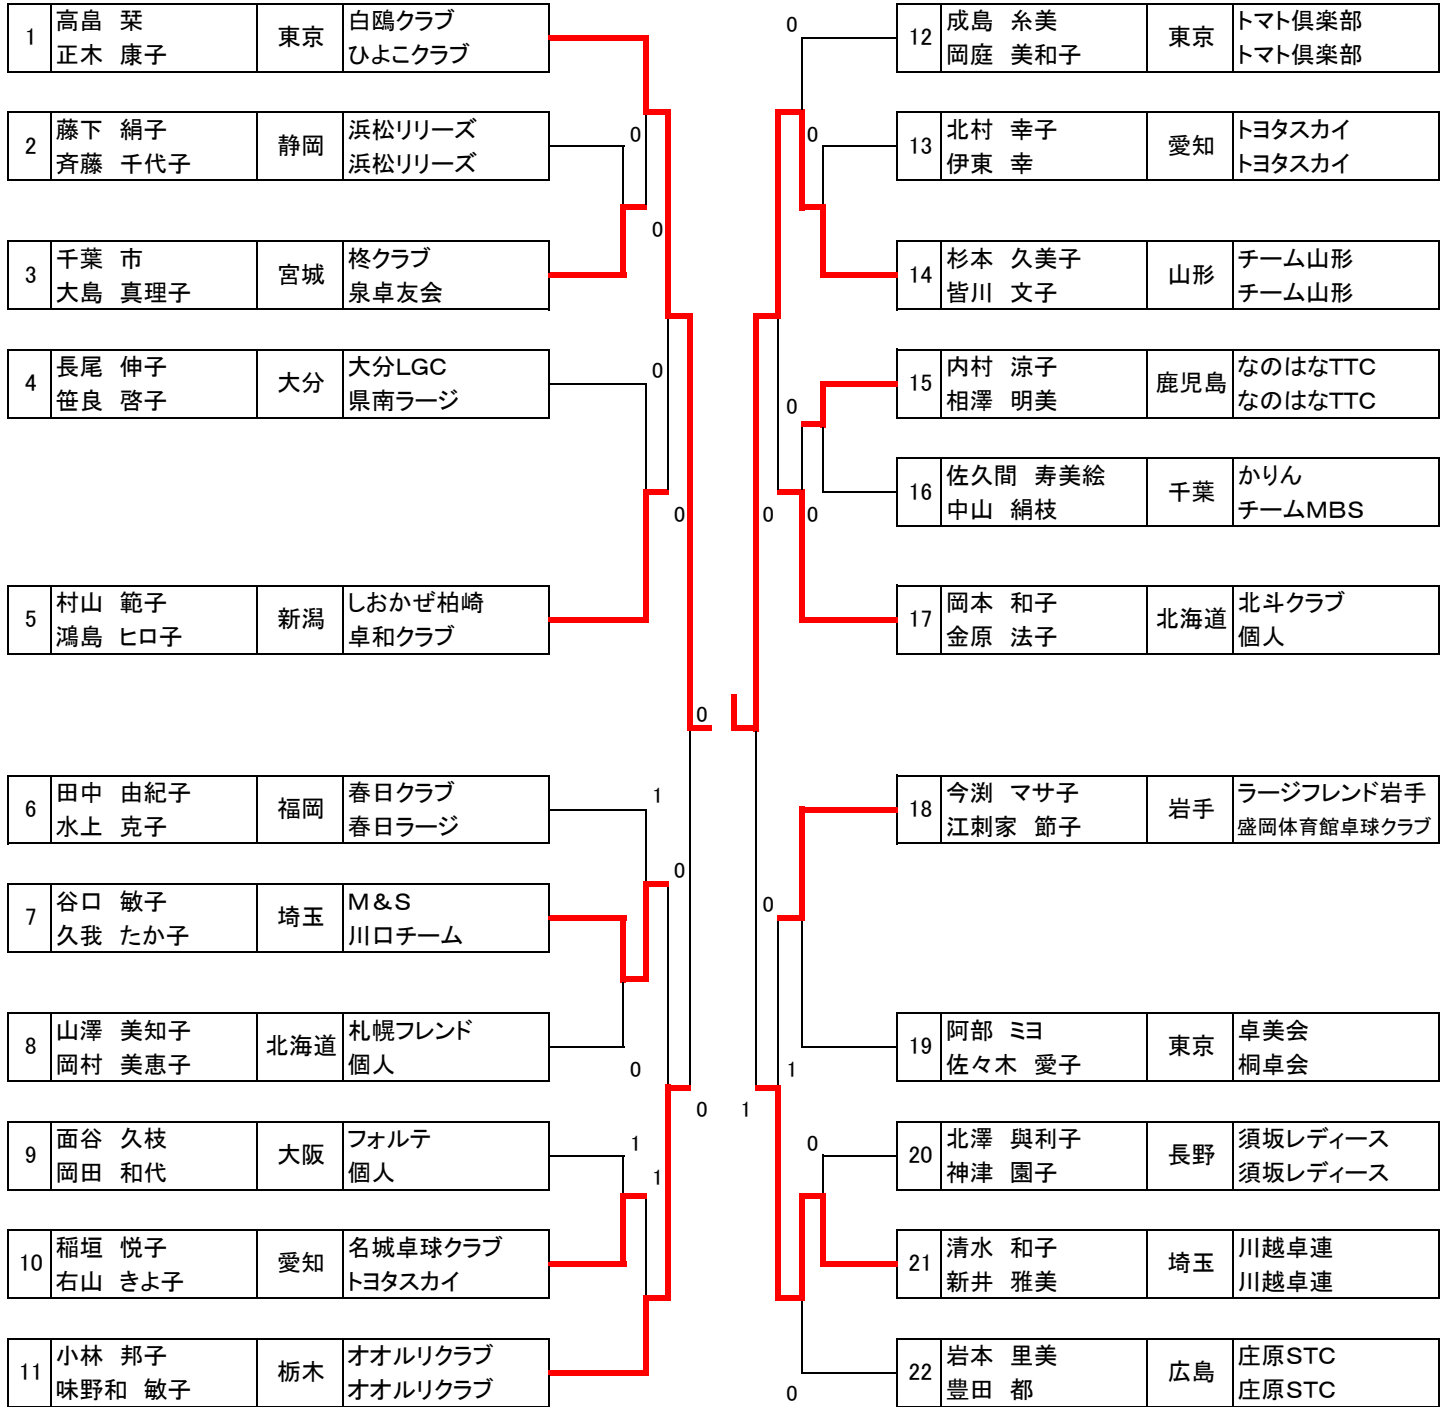 1 高畠 栞 東京 白鴎クラブ
正木 康子 ひよこクラブ
2 藤下 絹子 静岡 浜松リリーズ
斉藤 千代子 浜松リリーズ
3 千葉 市 宮城 柊クラブ
大島 真理子 泉卓友会
4 長尾 伸子 大分 大分LGC
笹良 啓子 県南ラージ
5 村山 範子 新潟 しおかぜ柏崎
鴻島 ヒロ子 卓和クラブ
6 田中 由紀子 福岡 春日クラブ
水上 克子 春日ラージ
7 谷口 敏子 埼玉 M&S
久我 たか子 川口チーム
8 山澤 美知子 北海道 札幌フレンド
岡村 美恵子 個人
9 面谷 久枝 大阪 フォルテ
岡田 和代 個人
10 稲垣 悦子 愛知 名城卓球クラブ
右山 きよ子 トヨタスカイ
11 小林 邦子 栃木 オオルリクラブ
味野和 敏子 オオルリクラブ
0
0
0
0
0
1
0
0
0
1
1
0
0
0
0
0
0
0
1
1
0
0
12 成島 糸美 東京 トマト倶楽部
岡庭 美和子 トマト倶楽部
13 北村 幸子 愛知 トヨタスカイ
伊東 幸 トヨタスカイ
14 杉本 久美子 山形 チーム山形
皆川 文子 チーム山形
15 内村 涼子 鹿児島 なのはなTTC
相澤 明美 なのはなTTC
16 佐久間 寿美絵 千葉 かりん
中山 絹枝 チームMBS
17 岡本 和子 北海道 北斗クラブ
金原 法子 個人
18 今渕 マサ子 岩手 ラージフレンド岩手
江刺家 節子 盛岡体育館卓球クラブ
19 阿部 ミヨ 東京 卓美会
佐々木 愛子 桐卓会
20 北澤 與利子 長野 須坂レディース
神津 園子 須坂レディース
21 清水 和子 埼玉 川越卓連
新井 雅美 川越卓連
22 岩本 里美 広島 庄原STC
豊田 都 庄原STC